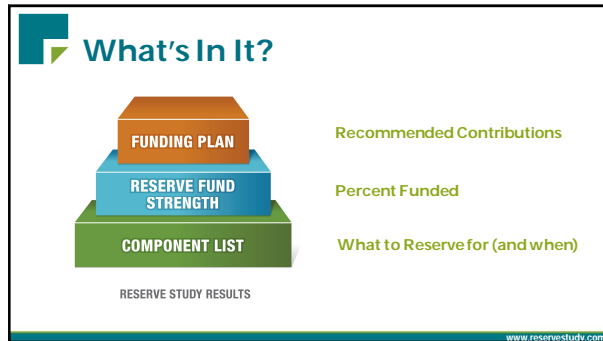 What's In It?
FUNDING PLAN
Recommended Contributions
RESERVE FUND
STRENGTH
Percent Funded
COMPONENT LIST
What to Reserve for (and when)
RESERVE STUDY RESULTS
www.reservestudy.com